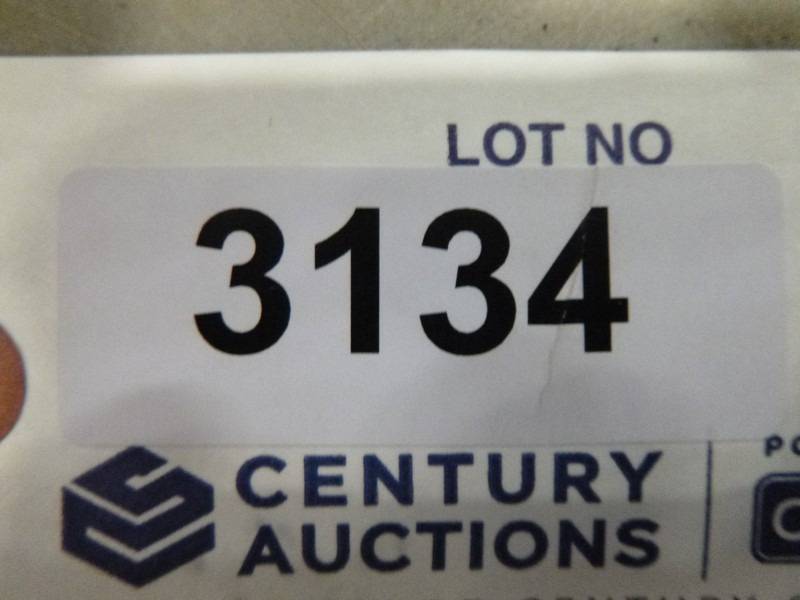 LOT NO
3134
CENTURY
AUCTIONS